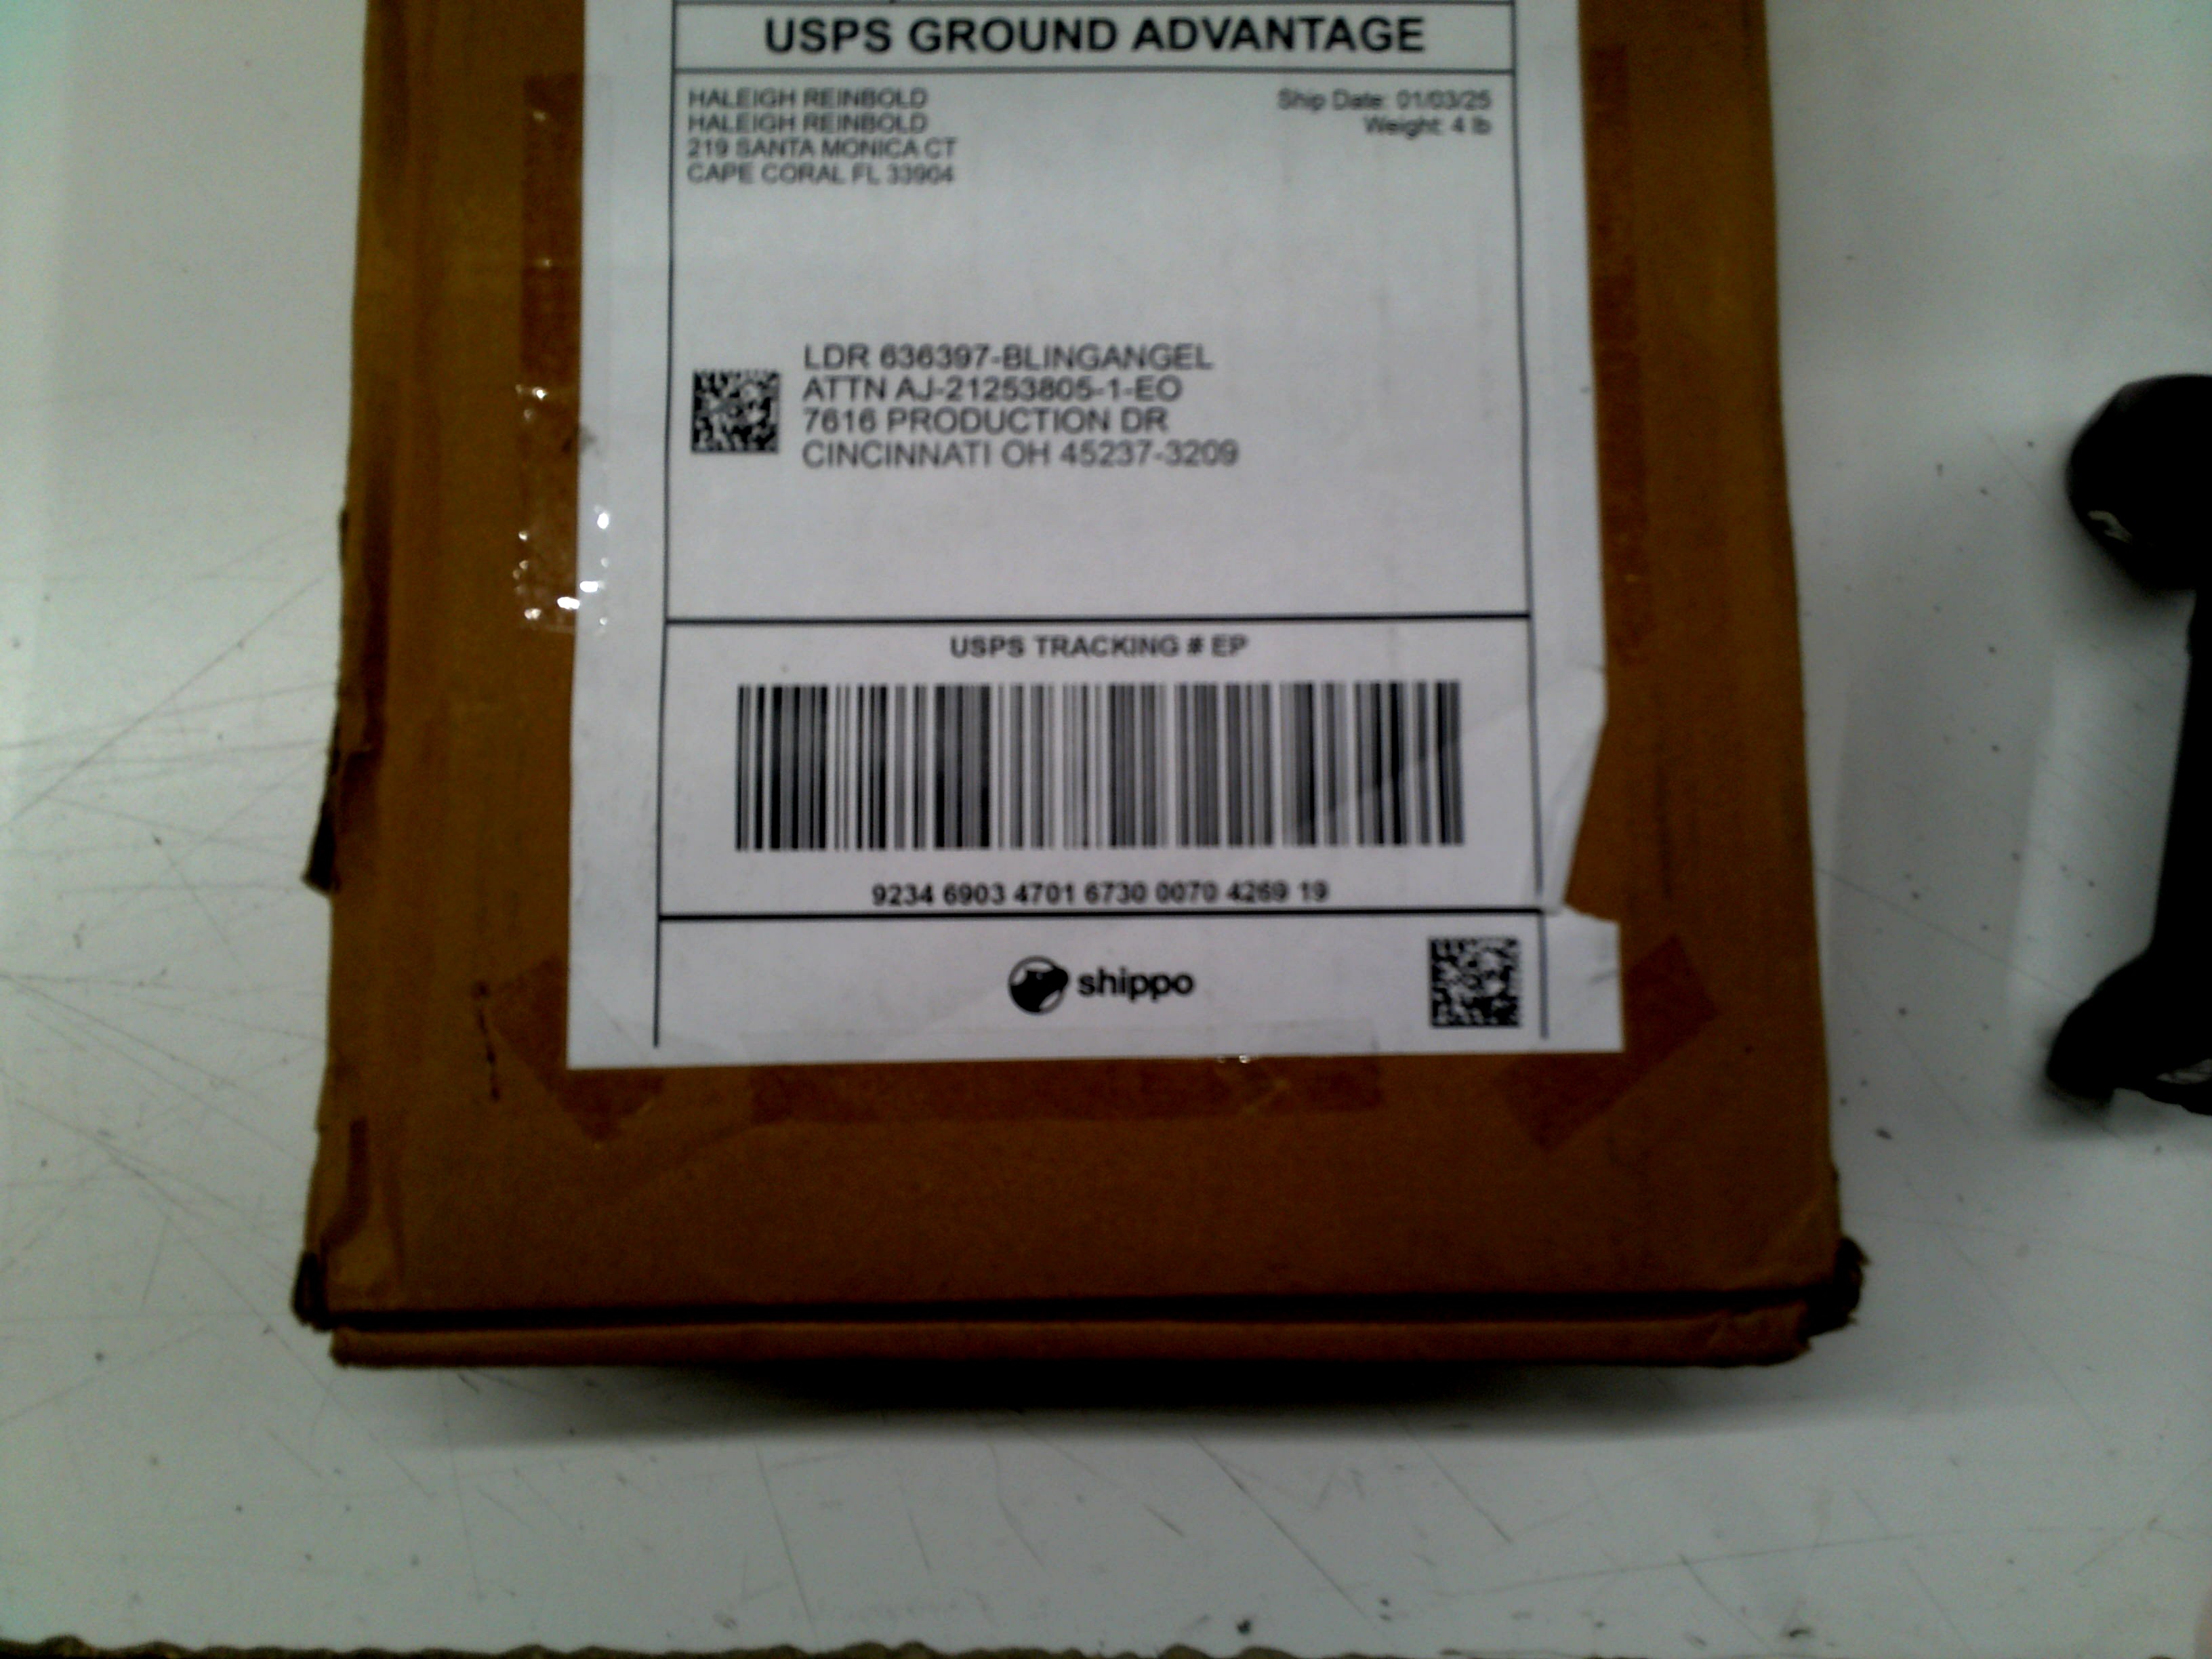 USPS GROUND ADVANTAGE
HALEIGH REINBOLD
HALEIGH REINBOLD
219 SANTA MONICA CT
CAPE CORAL FL 33904
Ship Date: 01/03/25
Weight: 4 lb
LDR 636397-BLINGANGEL
ATTN AJ-21253805-1-EO
7616 PRODUCTION DR
CINCINNATI OH 45237-3209
USPS TRACKING # EP
9234 6903 4701 6730 0070 4269 19
shippo